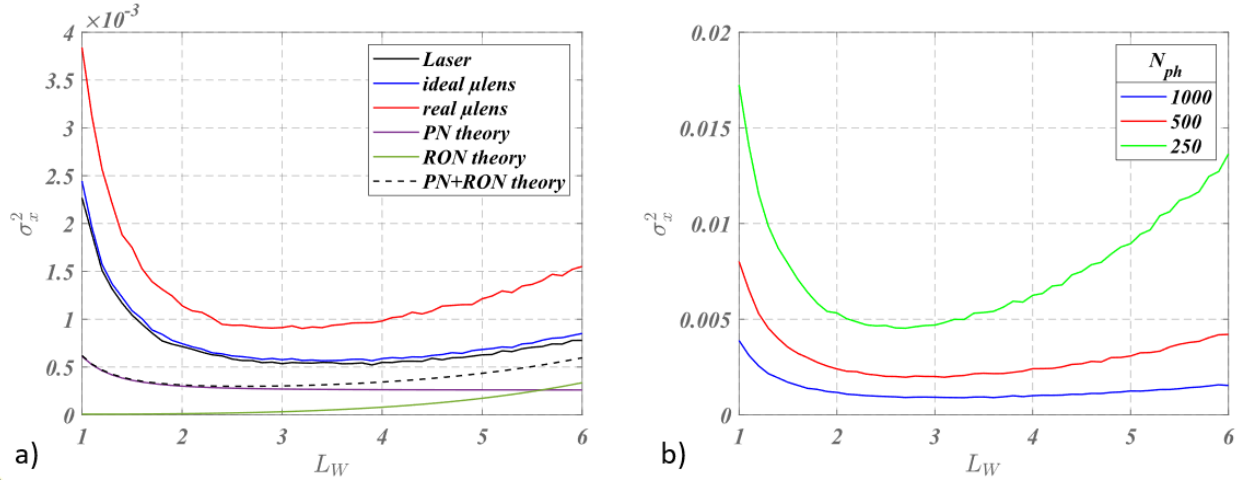 ×10⁻³
4
3.5
3
2.5
2
1.5
1
0.5
0
σ²ₓ
1 2 3 4 5 6
L_W
Laser
ideal µlens
real µlens
PN theory
RON theory
PN+RON theory
a)
0.02
0.015
0.01
0.005
0
σ²ₓ
1 2 3 4 5 6
L_W
N_ph
1000
500
250
b)